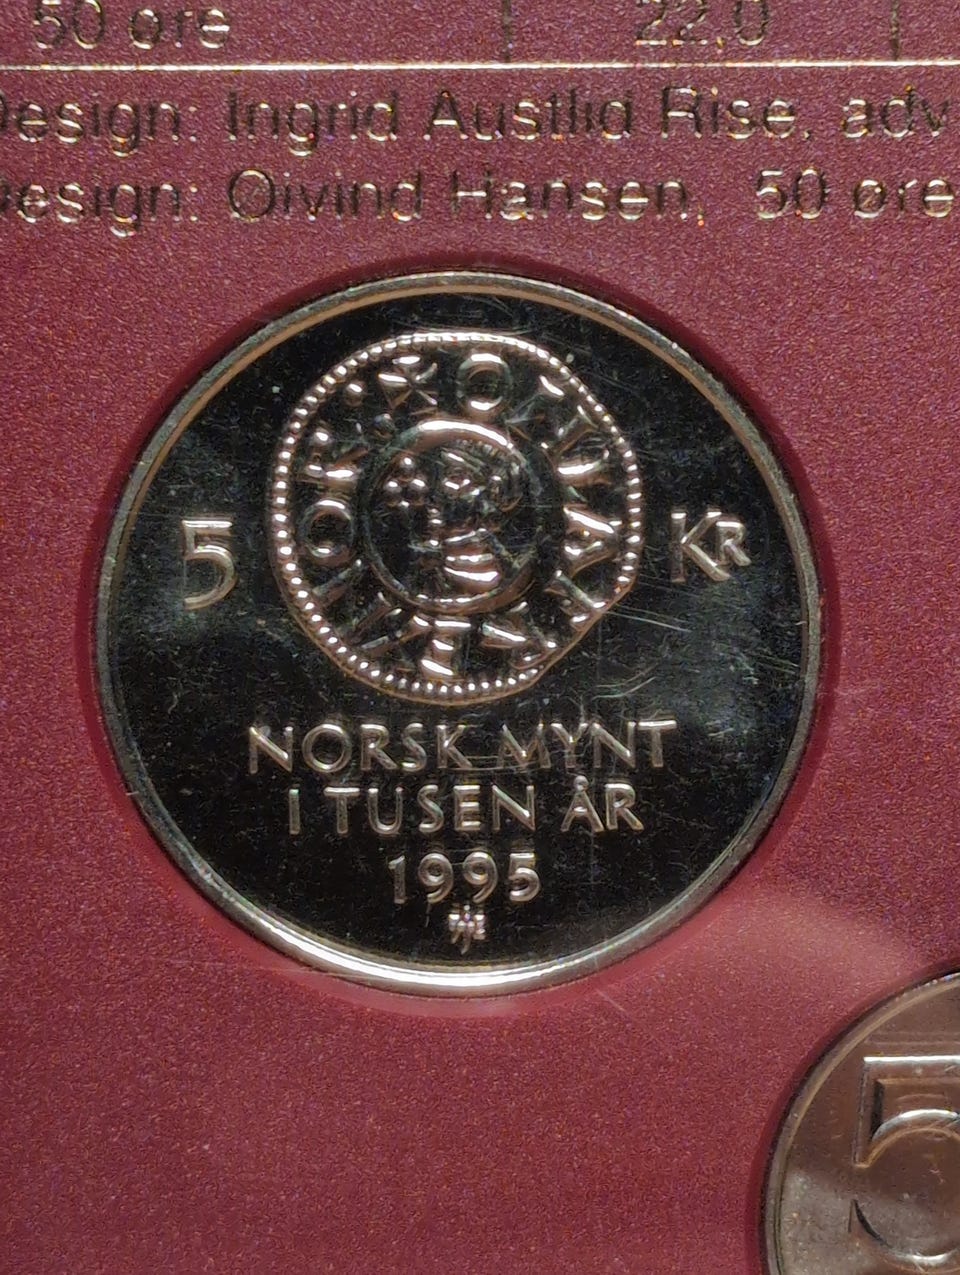 50 øre 22.0
Design: Ingrid Austlid Rise, adv
Design: Øivind Hansen, 50 øre
5 KR
NORSK MYNT
I TUSEN ÅR
1995
5